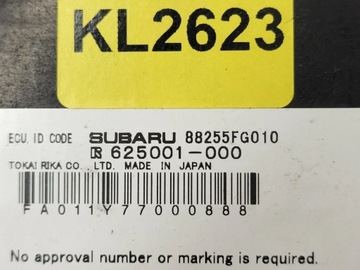 KL2623
ECU, ID CODE SUBARU 88255FG010
R 625001-000
TOKAI RIKA CO., LTD. MADE IN JAPAN
FA011Y77000888
No approval number or marking is required.